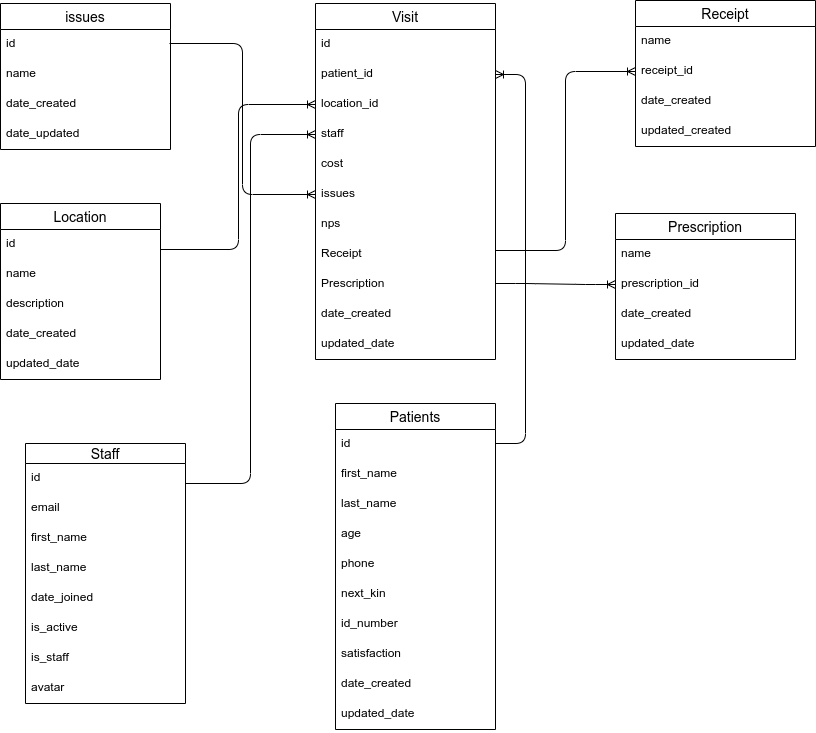 issues
id
name
date_created
date_updated
Location
id
name
description
date_created
updated_date
Staff
id
email
first_name
last_name
date_joined
is_active
is_staff
avatar
Visit
id
patient_id
location_id
staff
cost
issues
nps
Receipt
Prescription
date_created
updated_date
Patients
id
first_name
last_name
age
phone
next_kin
id_number
satisfaction
date_created
updated_date
Receipt
name
receipt_id
date_created
updated_created
Prescription
name
prescription_id
date_created
updated_date